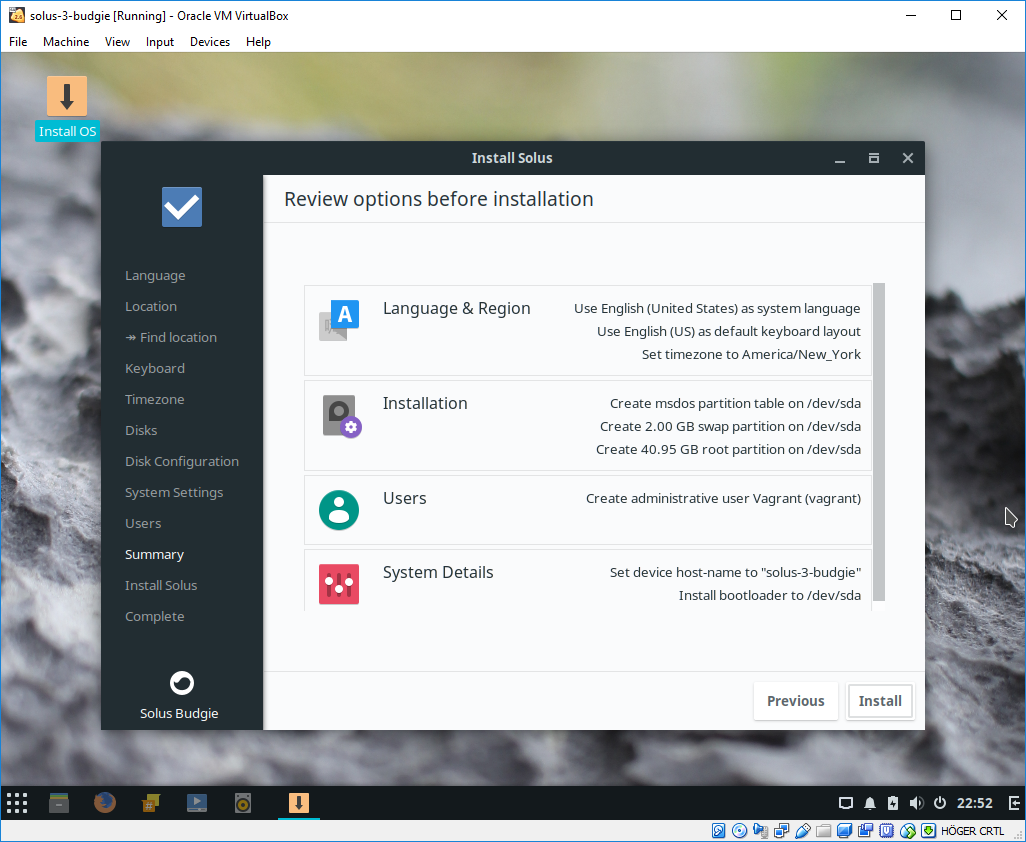 solus-3-budgie [Running] - Oracle VM VirtualBox
File Machine View Input Devices Help
Install OS
Install Solus
Language
Location
↠ Find location
Keyboard
Timezone
Disks
Disk Configuration
System Settings
Users
Summary
Install Solus
Complete
Solus Budgie
Review options before installation
A
Language & Region
Use English (United States) as system language
Use English (US) as default keyboard layout
Set timezone to America/New_York
Installation
Create msdos partition table on /dev/sda
Create 2.00 GB swap partition on /dev/sda
Create 40.95 GB root partition on /dev/sda
Users
Create administrative user Vagrant (vagrant)
System Details
Set device host-name to "solus-3-budgie"
Install bootloader to /dev/sda
Previous Install
22:52
HÖGER CRTL